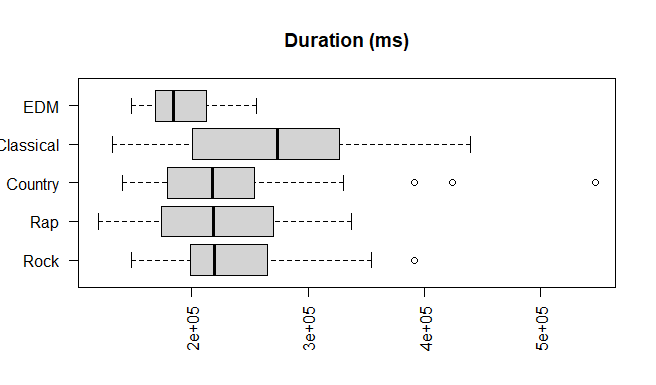 Duration (ms)
EDM
Classical
Country
Rap
Rock
2e+05
3e+05
4e+05
5e+05